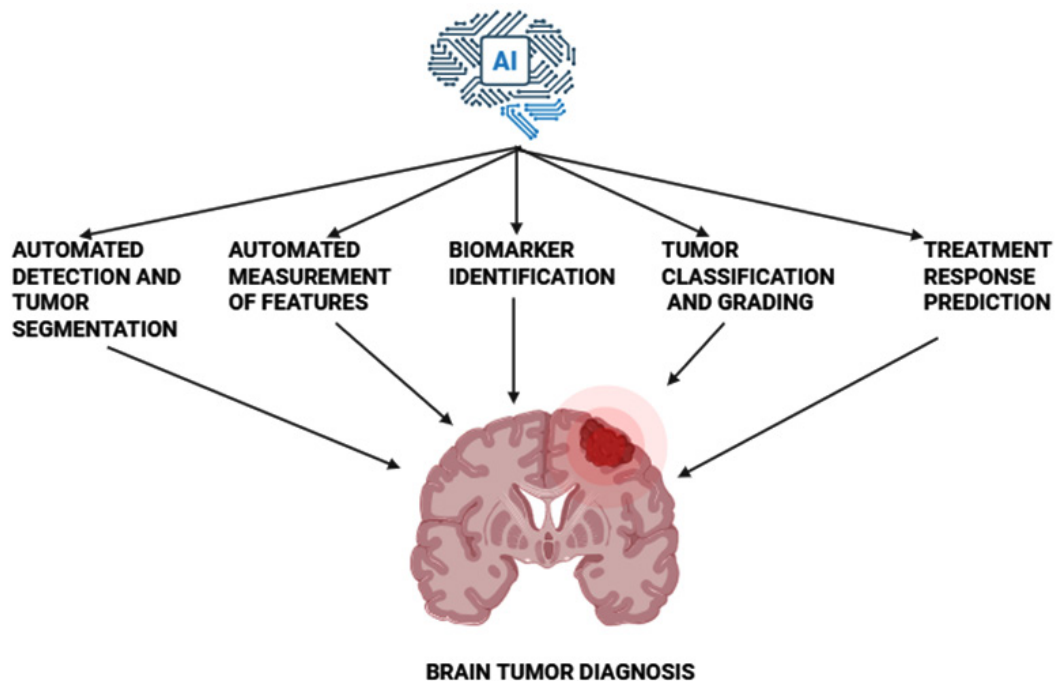 AI
AUTOMATED
DETECTION AND
TUMOR
SEGMENTATION
AUTOMATED
MEASUREMENT
OF FEATURES
BIOMARKER
IDENTIFICATION
TUMOR
CLASSIFICATION
AND GRADING
TREATMENT
RESPONSE
PREDICTION
BRAIN TUMOR DIAGNOSIS